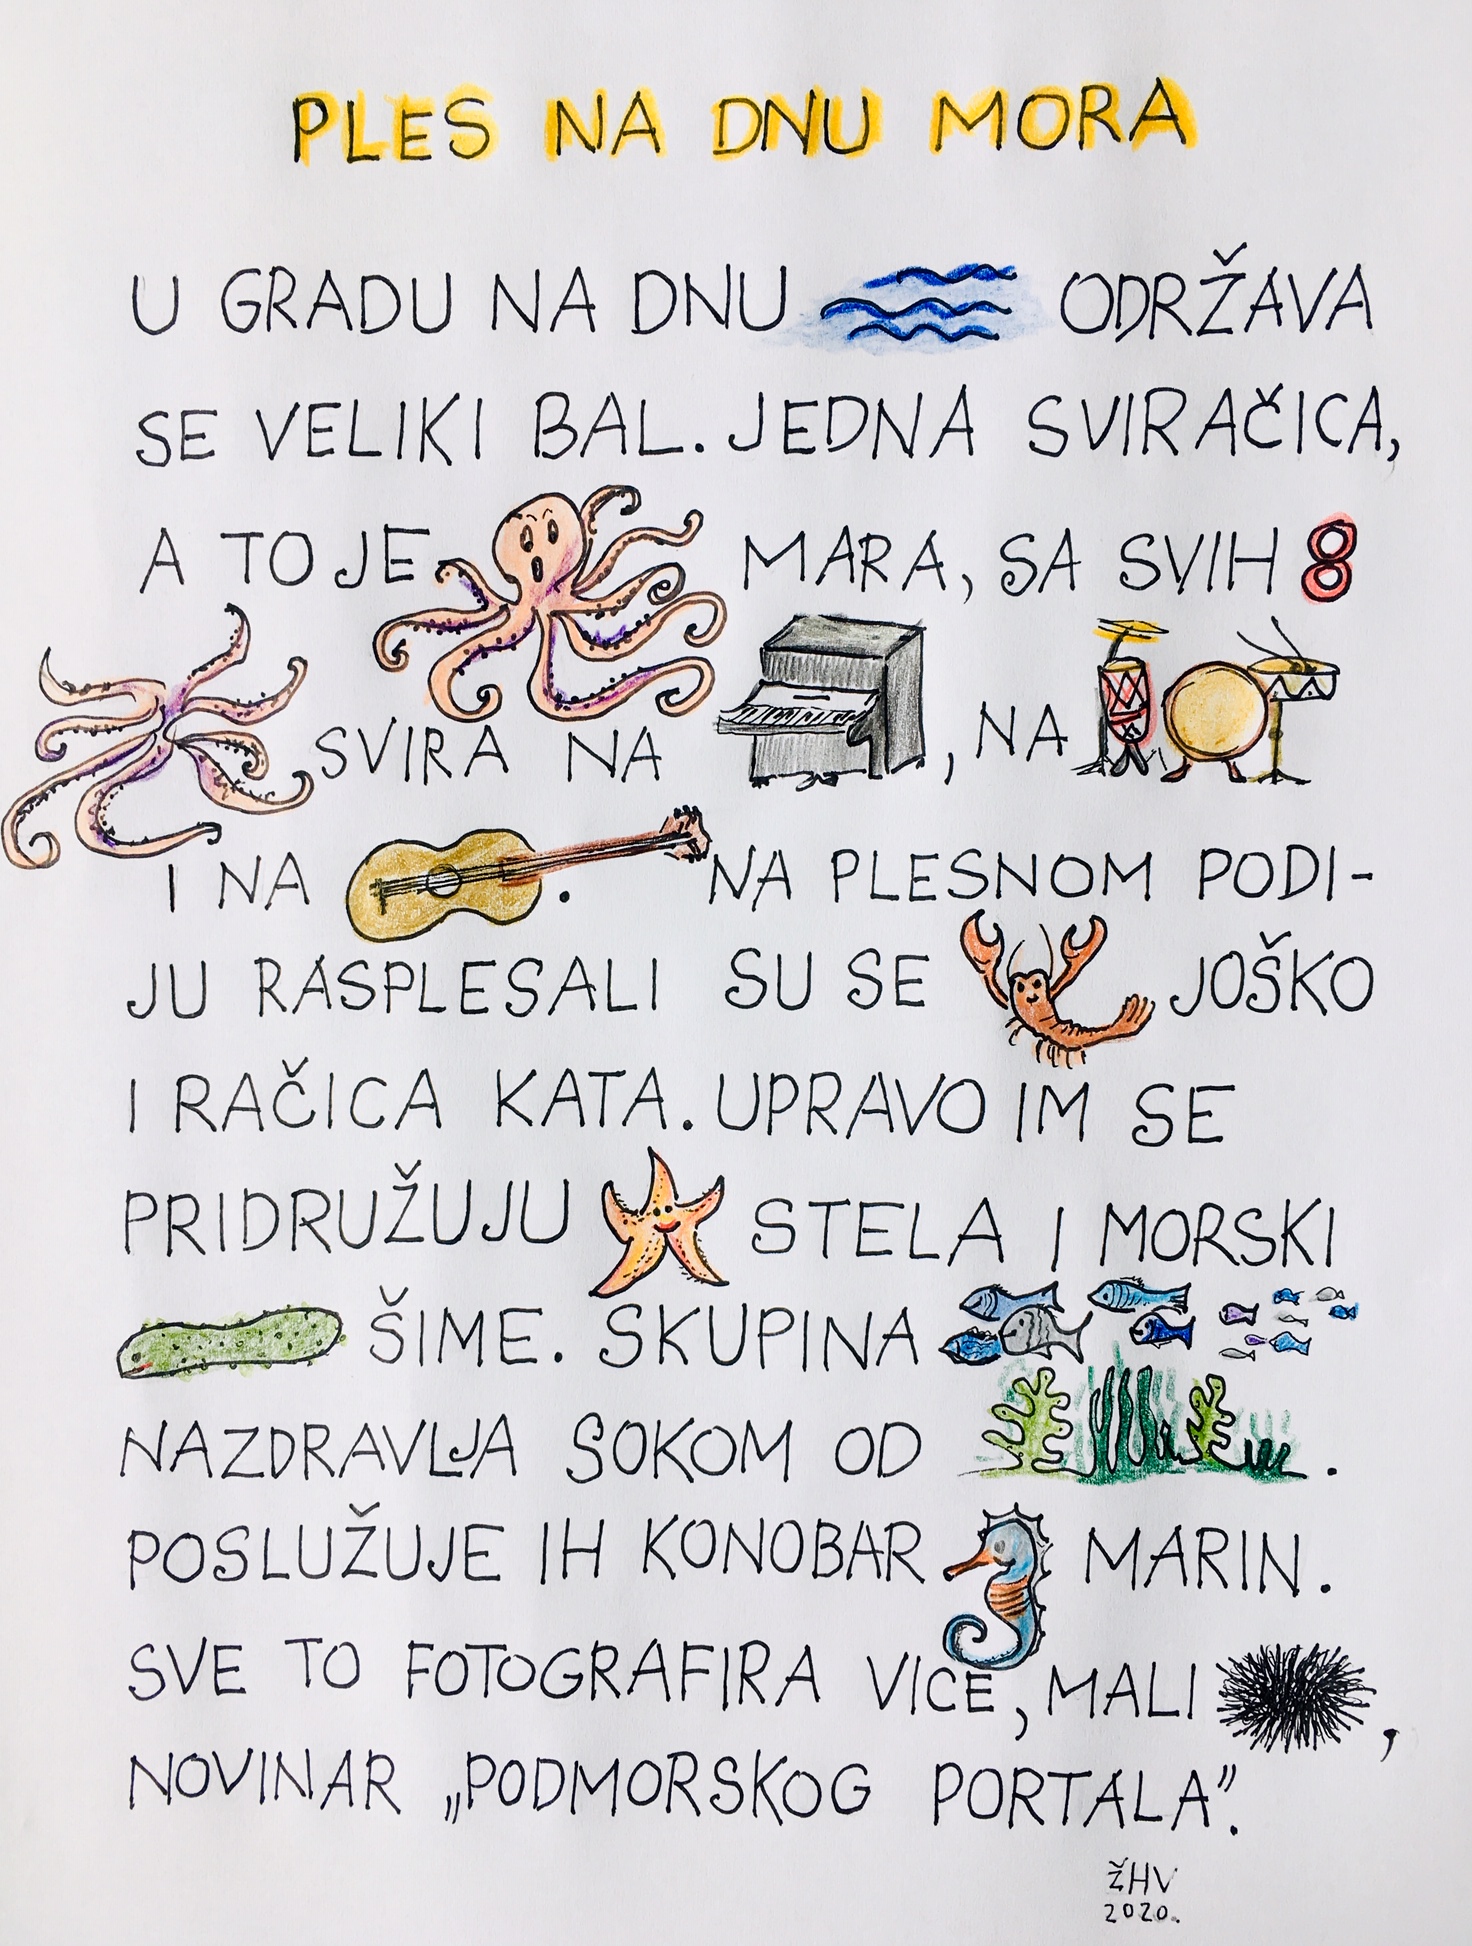 PLES NA DNU MORA
U GRADU NA DNU ODRŽAVA
SE VELIKI BAL. JEDNA SVIRAČICA,
A TO JE MARA, SA SVIH 8
SVIRA NA , NA
I NA . NA PLESNOM PODI-
JU RASPLESALI SU SE JOŠKO
I RAČICA KATA. UPRAVO IM SE
PRIDRUŽUJU STELA I MORSKI
ŠIME. SKUPINA
NAZDRAVLJA SOKOM OD .
POSLUŽUJE IH KONOBAR MARIN.
SVE TO FOTOGRAFIRA VICE, MALI ,
NOVINAR „PODMORSKOG PORTALA”.
ŽHV
2020.